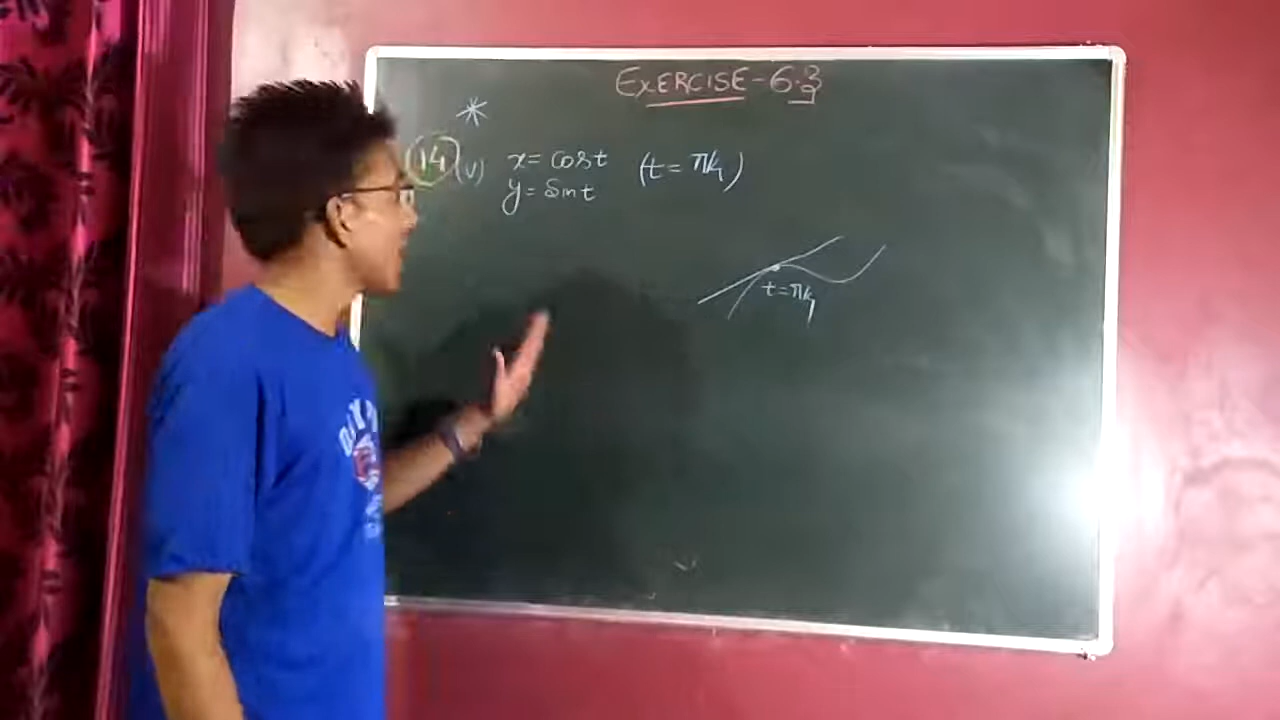 EXERCISE-6.3
*
14 (v) x = cos t (t = π/4)
y = sin t
t = π/4